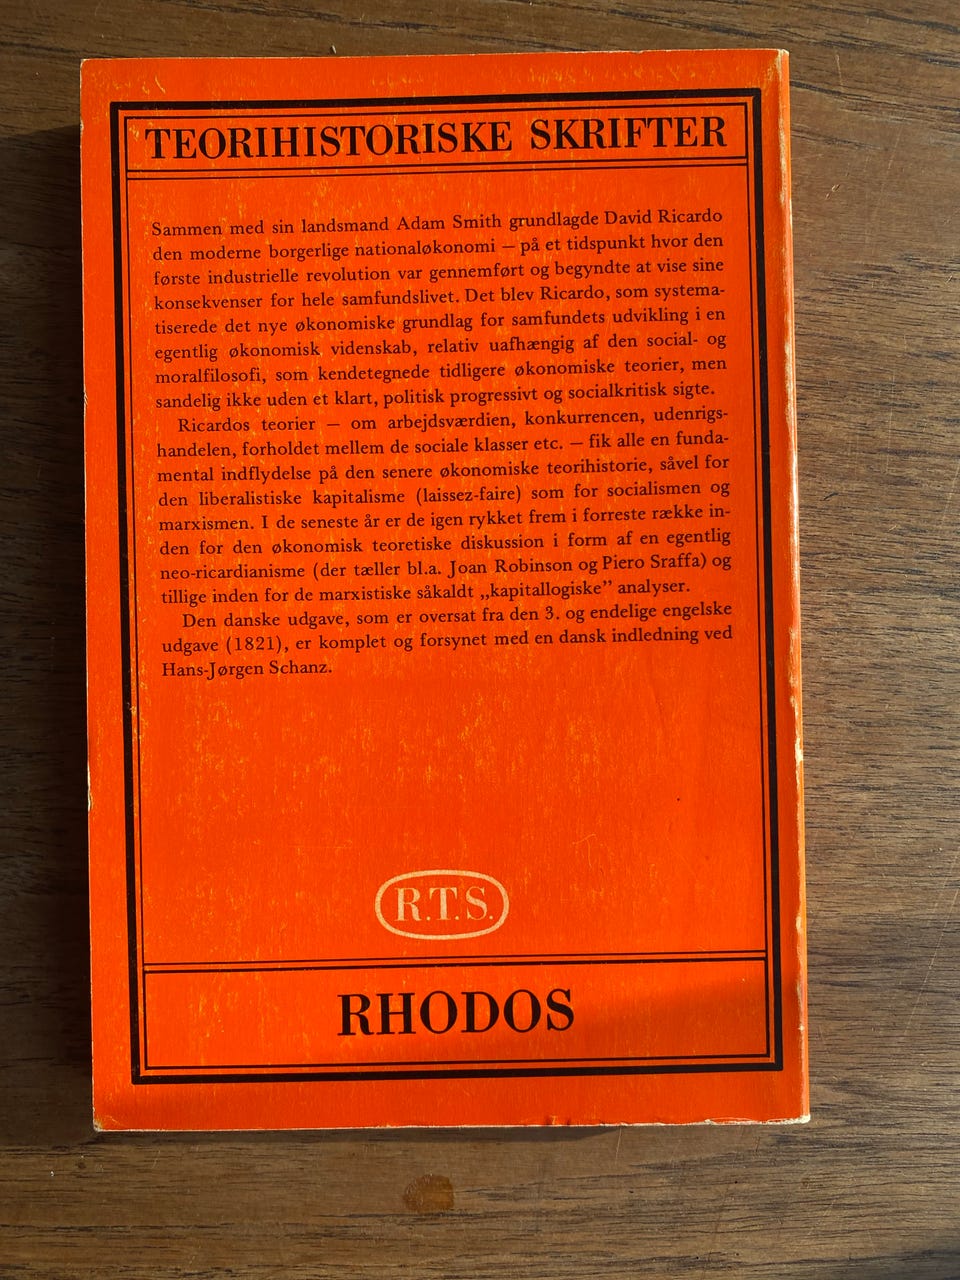 TEORIHISTORISKE SKRIFTER
Sammen med sin landsmand Adam Smith grundlagde David Ricardo
den moderne borgerlige nationaløkonomi – på et tidspunkt hvor den
første industrielle revolution var gennemført og begyndte at vise sine
konsekvenser for hele samfundslivet. Det blev Ricardo, som systema-
tiserede det nye økonomiske grundlag for samfundets udvikling i en
egentlig økonomisk videnskab, relativ uafhængig af den social- og
moralfilosofi, som kendetegnede tidligere økonomiske teorier, men
sandelig ikke uden et klart, politisk progressivt og socialkritisk sigte.
Ricardos teorier – om arbejdsværdien, konkurrencen, udenrigs-
handelen, forholdet mellem de sociale klasser etc. – fik alle en funda-
mental indflydelse på den senere økonomiske teorihistorie, såvel for
den liberalistiske kapitalisme (laissez-faire) som for socialismen og
marxismen. I de seneste år er de igen rykket frem i forreste række in-
den for den økonomisk teoretiske diskussion i form af en egentlig
neo-ricardianisme (der tæller bl.a. Joan Robinson og Piero Sraffa) og
tillige inden for de marxistiske såkaldt „kapitallogiske” analyser.
Den danske udgave, som er oversat fra den 3. og endelige engelske
udgave (1821), er komplet og forsynet med en dansk indledning ved
Hans-Jørgen Schanz.
R.T.S.
RHODOS